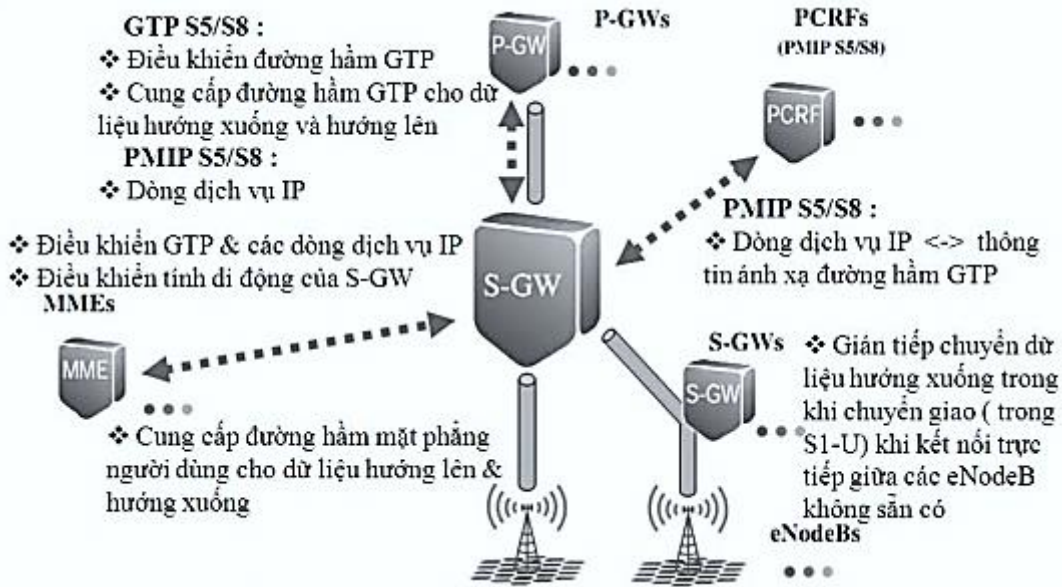 GTP S5/S8 :
❖ Điều khiển đường hầm GTP
❖ Cung cấp đường hầm GTP cho dữ
liệu hướng xuống và hướng lên
PMIP S5/S8 :
❖ Dòng dịch vụ IP
P-GWs
P-GW
PCRFs
(PMIP S5/S8)
PCRF
❖ Điều khiển GTP & các dòng dịch vụ IP
❖ Điều khiển tính di động của S-GW
MMEs
MME
S-GW
PMIP S5/S8 :
❖ Dòng dịch vụ IP <-> thông
tin ánh xạ đường hầm GTP
S-GWs
S-GW
❖ Gián tiếp chuyển dữ
liệu hướng xuống trong
khi chuyển giao ( trong
S1-U) khi kết nối trực
tiếp giữa các eNodeB
không sẵn có
❖ Cung cấp đường hầm mặt phẳng
người dùng cho dữ liệu hướng lên &
hướng xuống
eNodeBs